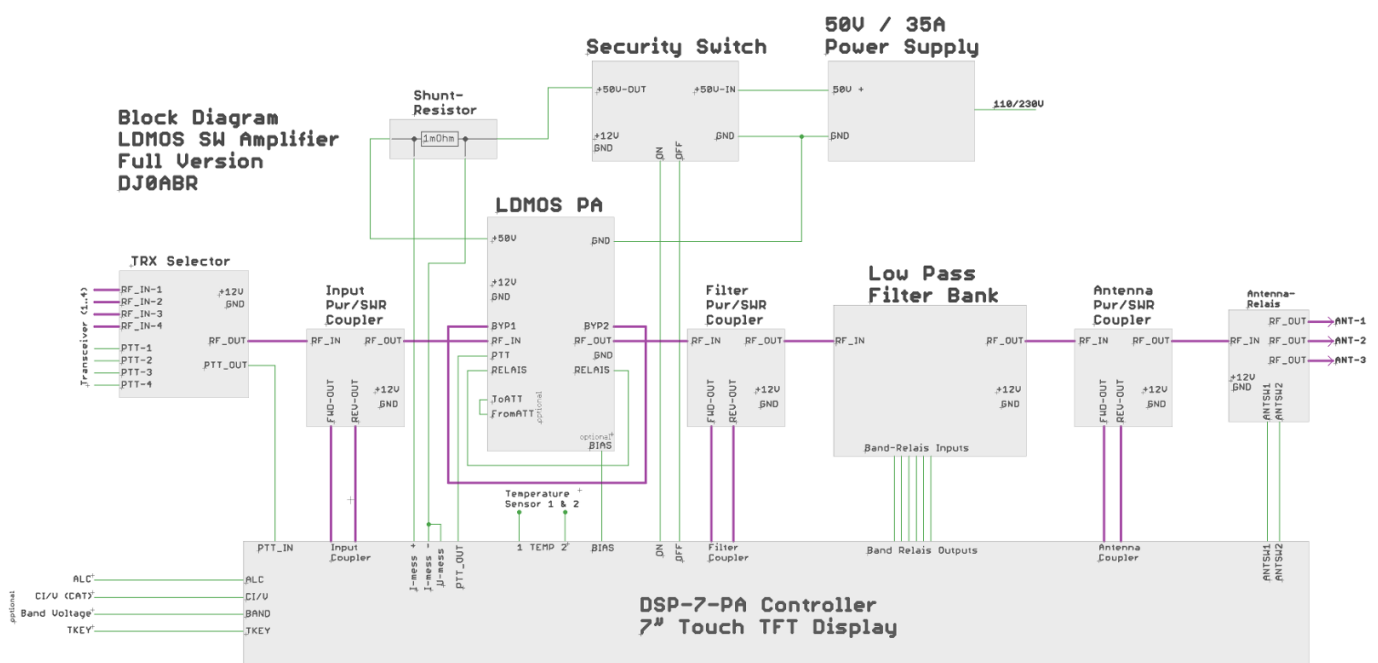 50V / 35A
Power Supply
Security Switch
50V +
GND
110/230V
+50V-OUT
+50V-IN
+12V
GND
GND
ON
OFF
Shunt-
Resistor
1mOhm
Block Diagram
LDMOS SW Amplifier
Full Version
DJ0ABR
LDMOS PA
+50V
GND
+12V
GND
BYP1
BYP2
RF_IN
RF_OUT
PTT
GND
RELAIS
RELAIS
ToATT
FromATT
optional
optional
BIAS
TRX Selector
Transceiver (1..4)
RF_IN-1
RF_IN-2
RF_IN-3
RF_IN-4
+12V
GND
RF_OUT
PTT-1
PTT-2
PTT-3
PTT-4
PTT_OUT
Input
Pwr/SWR
Coupler
RF_IN
RF_OUT
+12V
GND
FWD-OUT
REV-OUT
Filter
Pwr/SWR
Coupler
RF_IN
RF_OUT
+12V
GND
FWD-OUT
REV-OUT
Low Pass
Filter Bank
RF_IN
RF_OUT
+12V
GND
Band-Relais Inputs
Antenna
Pwr/SWR
Coupler
RF_IN
RF_OUT
+12V
GND
FWD-OUT
REV-OUT
Antenna-
Relais
RF_OUT
ANT-1
RF_IN
RF_OUT
ANT-2
RF_OUT
ANT-3
+12V
GND
ANTSW1
ANTSW2
Temperature
Sensor 1 & 2
PTT_IN
Input
Coupler
I-mess +
I-mess -
U-mess
PTT_OUT
1 TEMP 2
BIAS
ON
OFF
Filter
Coupler
Band Relais Outputs
Antenna
Coupler
ANTSW1
ANTSW2
optional
ALC
ALC
CI/V (CAT)
CI/V
Band Voltage
BAND
TKEY
TKEY
DSP-7-PA Controller
7" Touch TFT Display